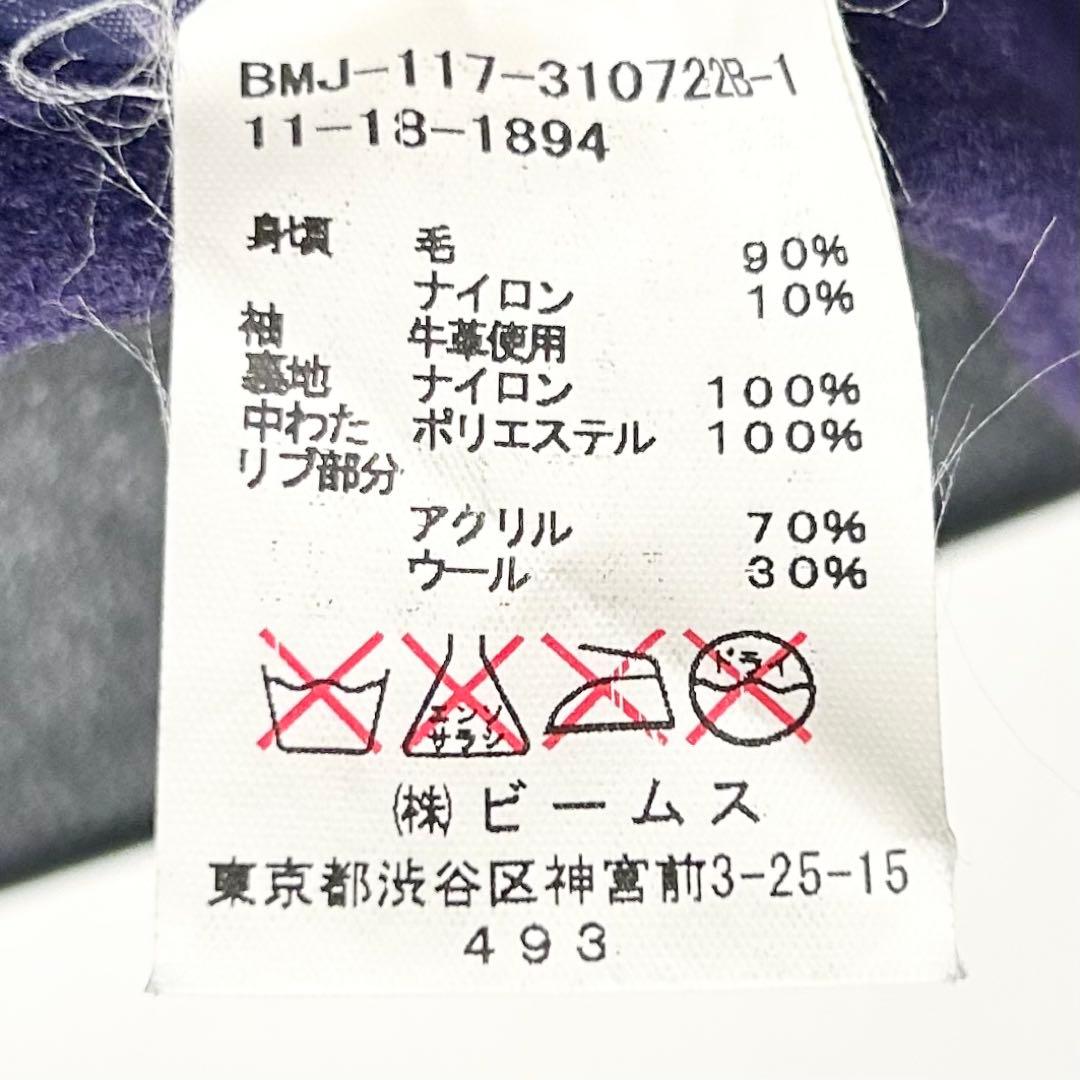 BMJ-117-310722B-1
11-18-1894
身頃 毛 90%
ナイロン 10%
袖 牛革使用
裏地 ナイロン 100%
中わた ポリエステル 100%
リブ部分
アクリル 70%
ウール 30%
エンソ ドライ
サラシ
㈱ビームス
東京都渋谷区神宮前3-25-15
493